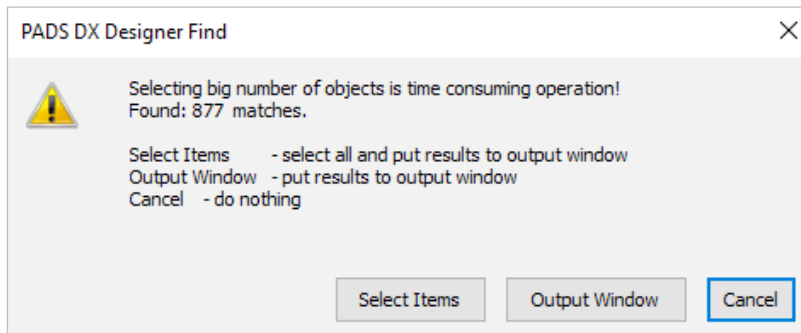 PADS DX Designer Find
Selecting big number of objects is time consuming operation!
Found: 877 matches.
Select Items - select all and put results to output window
Output Window - put results to output window
Cancel - do nothing
Select Items Output Window Cancel